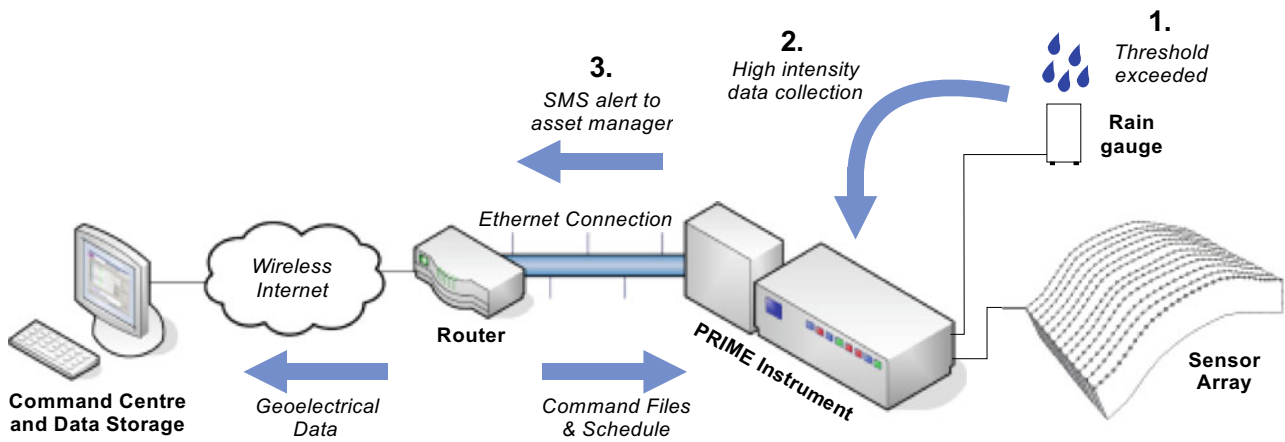 1.
Threshold
exceeded
2.
High intensity
data collection
3.
SMS alert to
asset manager
Rain
gauge
Ethernet Connection
Wireless
Internet
Router
PRIME Instrument
Sensor
Array
Command Centre
and Data Storage
Geoelectrical
Data
Command Files
& Schedule